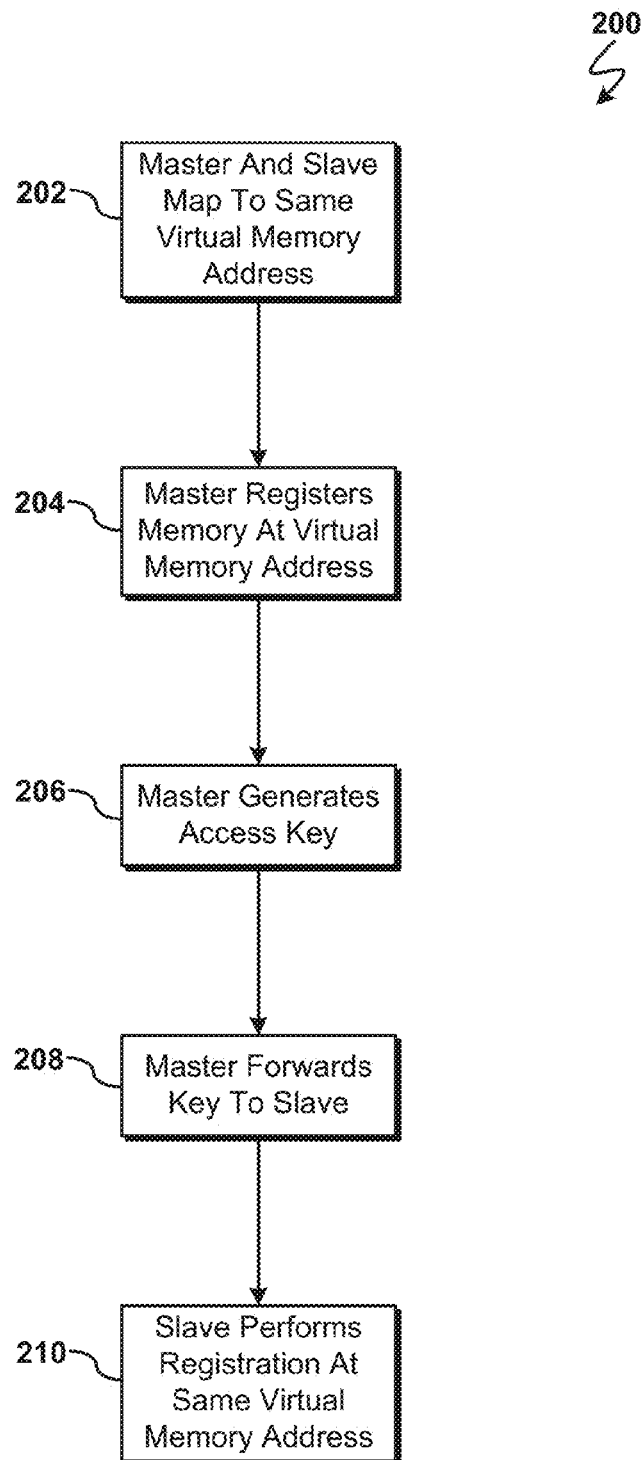 200
202
Master And Slave
Map To Same
Virtual Memory
Address
204
Master Registers
Memory At Virtual
Memory Address
206
Master Generates
Access Key
208
Master Forwards
Key To Slave
210
Slave Performs
Registration At
Same Virtual
Memory Address